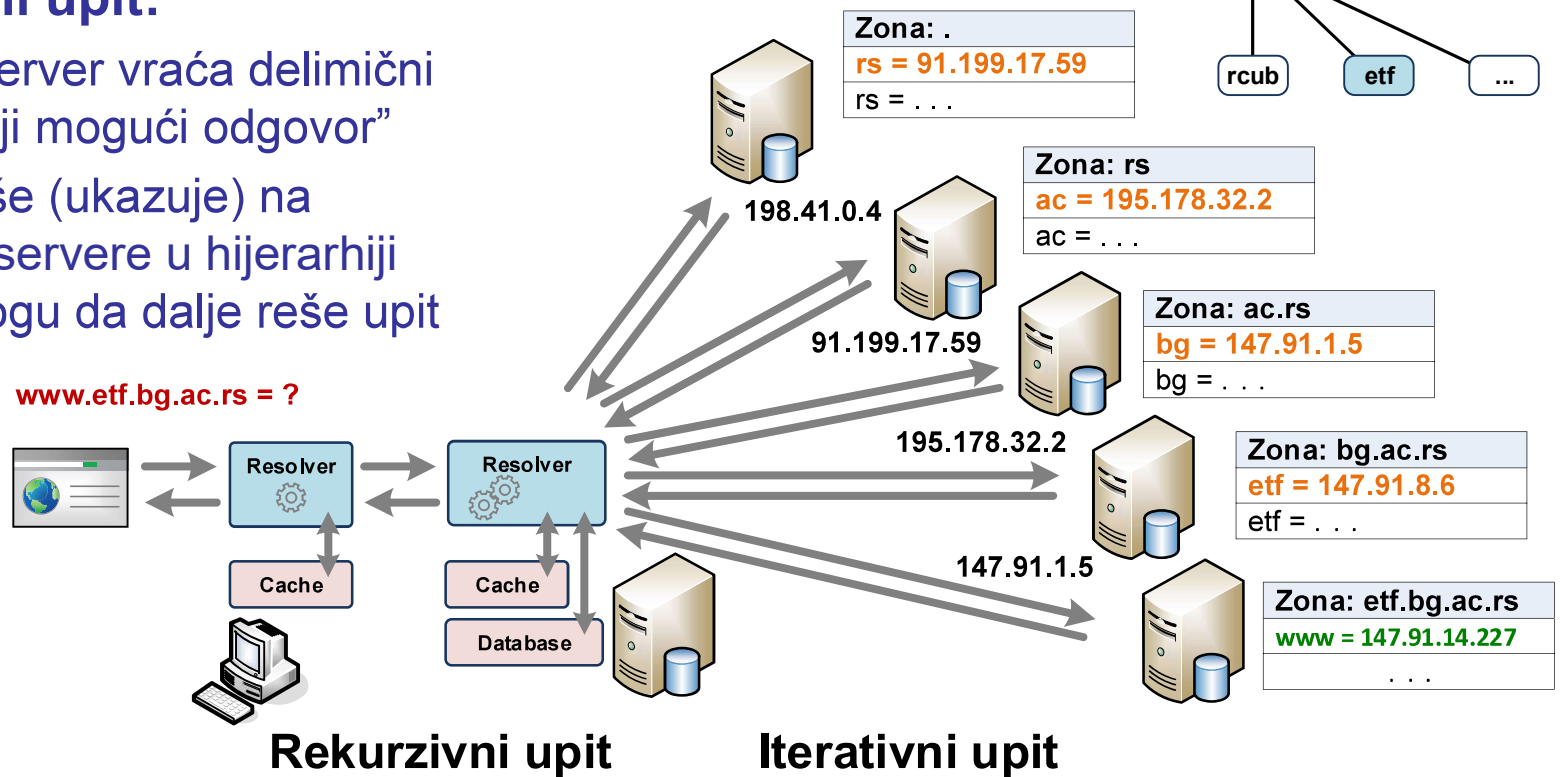 ni upit:
erver vraća delimični
ji mogući odgovor”
še (ukazuje) na
servere u hijerarhiji
ogu da dalje reše upit
www.etf.bg.ac.rs = ?
Resolver
Resolver
Cache
Cache
Database
Rekurzivni upit
Iterativni upit
Zona: .
rs = 91.199.17.59
rs = . . .
198.41.0.4
Zona: rs
ac = 195.178.32.2
ac = . . .
91.199.17.59
Zona: ac.rs
bg = 147.91.1.5
bg = . . .
195.178.32.2
Zona: bg.ac.rs
etf = 147.91.8.6
etf = . . .
147.91.1.5
Zona: etf.bg.ac.rs
www = 147.91.14.227
. . .
rcub
etf
...